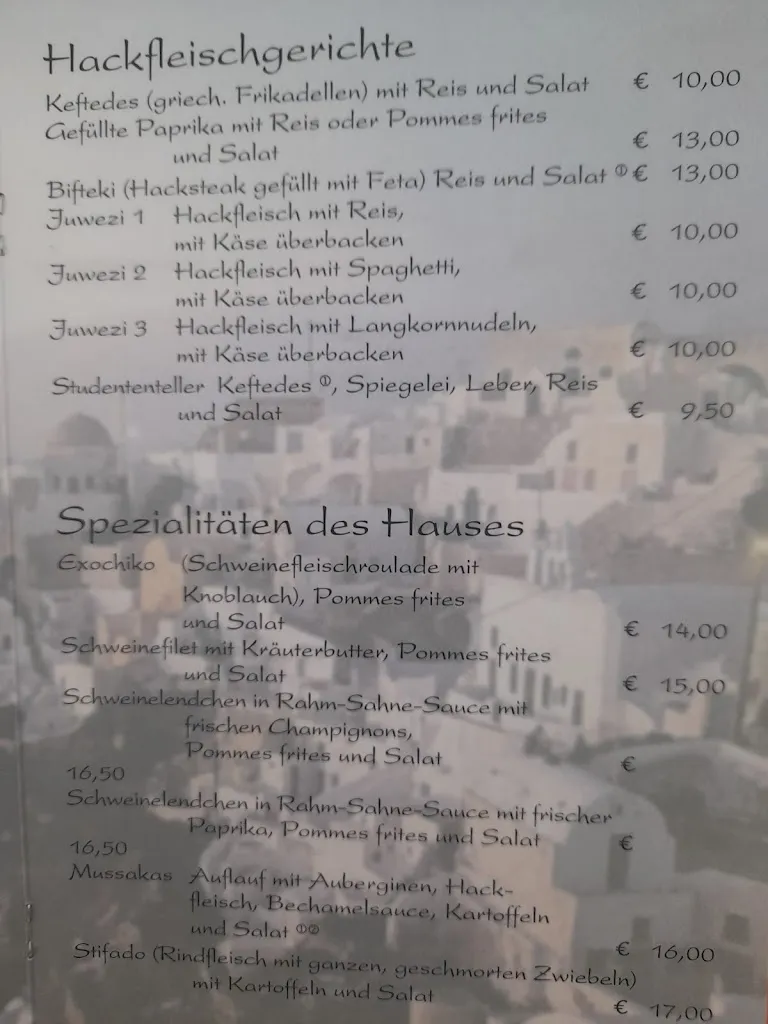 Hackfleischgerichte
Keftedes (griech. Frikadellen) mit Reis und Salat € 10,00
Gefüllte Paprika mit Reis oder Pommes frites
und Salat € 13,00
Bifteki (Hacksteak gefüllt mit Feta) Reis und Salat ① € 13,00
Juwezi 1 Hackfleisch mit Reis,
mit Käse überbacken € 10,00
Juwezi 2 Hackfleisch mit Spaghetti,
mit Käse überbacken € 10,00
Juwezi 3 Hackfleisch mit Langkornnudeln,
mit Käse überbacken € 10,00
Studententeller Keftedes ①, Spiegelei, Leber, Reis
und Salat € 9,50
Spezialitäten des Hauses
Exochiko (Schweinefleischroulade mit
Knoblauch), Pommes frites
und Salat € 14,00
Schweinefilet mit Kräuterbutter, Pommes frites
und Salat € 15,00
Schweinelendchen in Rahm-Sahne-Sauce mit
frischen Champignons,
Pommes frites und Salat €
16,50
Schweinelendchen in Rahm-Sahne-Sauce mit frischer
Paprika, Pommes frites und Salat €
16,50
Mussakas Auflauf mit Auberginen, Hack-
fleisch, Bechamelsauce, Kartoffeln
und Salat ①② € 16,00
Stifado (Rindfleisch mit ganzen, geschmorten Zwiebeln)
mit Kartoffeln und Salat € 17,00